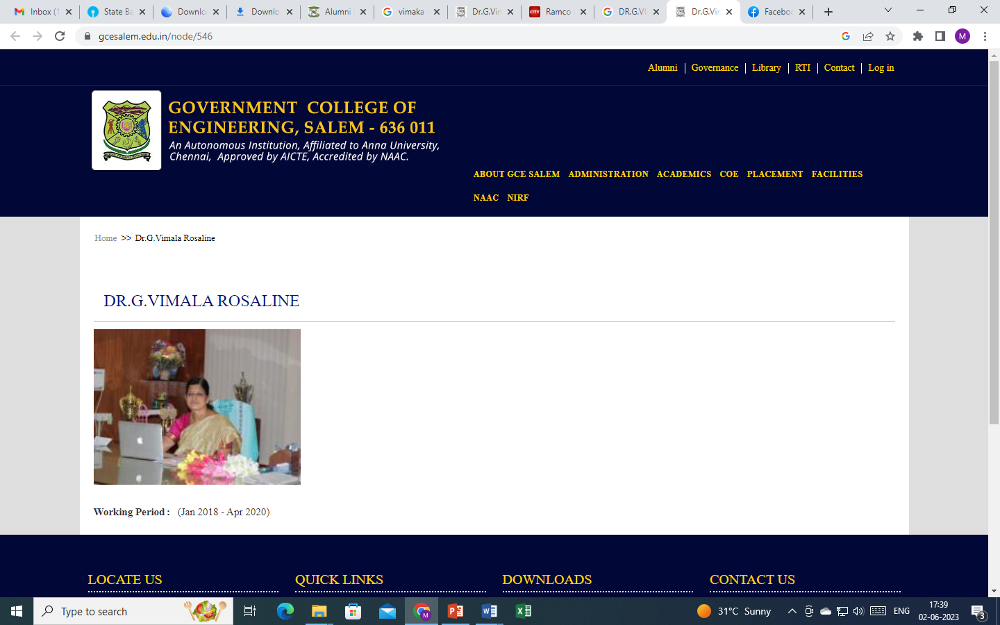 Inbox (1
State Ba
Downlo
Downlo
Alumni
vimaka
Dr.G.Vim
Ramco
DR.G.VI
Dr.G.Vir
Faceboo
gcesalem.edu.in/node/546
M
Alumni | Governance | Library | RTI | Contact | Log in
GOVERNMENT COLLEGE OF
ENGINEERING, SALEM - 636 011
An Autonomous Institution, Affiliated to Anna University,
Chennai, Approved by AICTE, Accredited by NAAC.
ABOUT GCE SALEM ADMINISTRATION ACADEMICS COE PLACEMENT FACILITIES
NAAC NIRF
Home >> Dr.G.Vimala Rosaline
DR.G.VIMALA ROSALINE
Working Period : (Jan 2018 - Apr 2020)
LOCATE US
QUICK LINKS
DOWNLOADS
CONTACT US
Type to search
31°C Sunny
ENG
17:39
02-06-2023
3